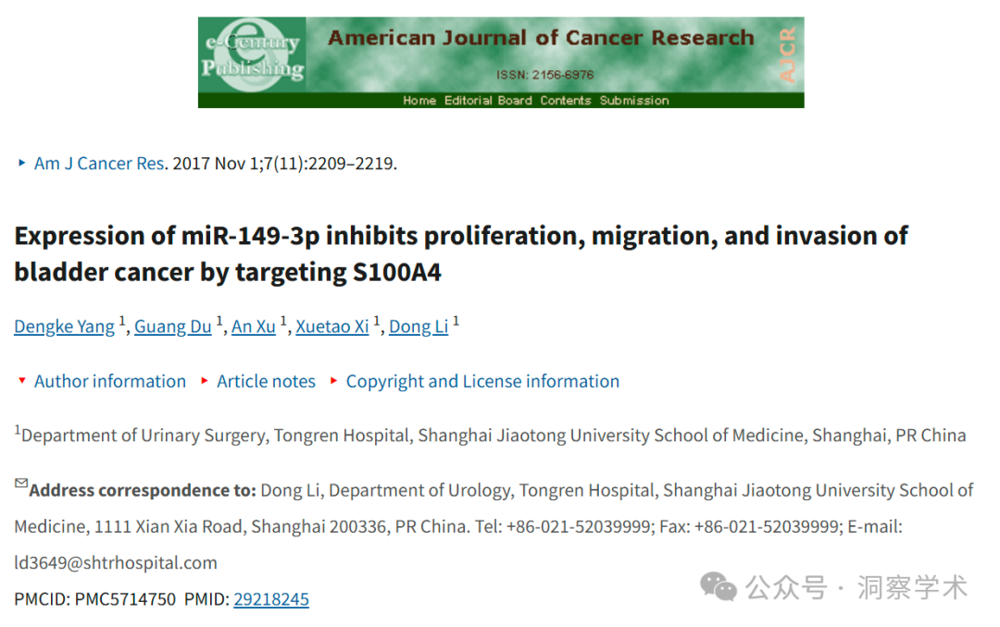 e-Century
Publishing
American Journal of Cancer Research
ISSN: 2156-6976
AJCR
Home Editorial Board Contents Submission
Am J Cancer Res. 2017 Nov 1;7(11):2209–2219.
Expression of miR-149-3p inhibits proliferation, migration, and invasion of
bladder cancer by targeting S100A4
Dengke Yang 1, Guang Du 1, An Xu 1, Xuetao Xi 1, Dong Li 1
Author information Article notes Copyright and License information
1Department of Urinary Surgery, Tongren Hospital, Shanghai Jiaotong University School of Medicine, Shanghai, PR China
Address correspondence to: Dong Li, Department of Urology, Tongren Hospital, Shanghai Jiaotong University School of
Medicine, 1111 Xian Xia Road, Shanghai 200336, PR China. Tel: +86-021-52039999; Fax: +86-021-52039999; E-mail:
ld3649@shtrhospital.com
PMCID: PMC5714750 PMID: 29218245
公众号 · 洞察学术